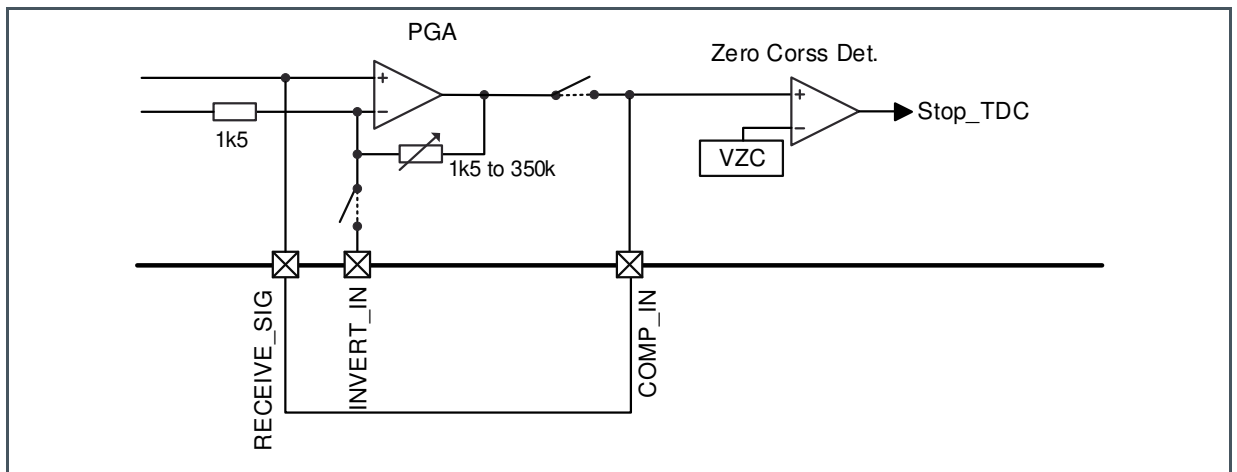 PGA
Zero Corss Det.
+
−
+
−
Stop_TDC
1k5
VZC
1k5 to 350k
RECEIVE_SIG
INVERT_IN
COMP_IN